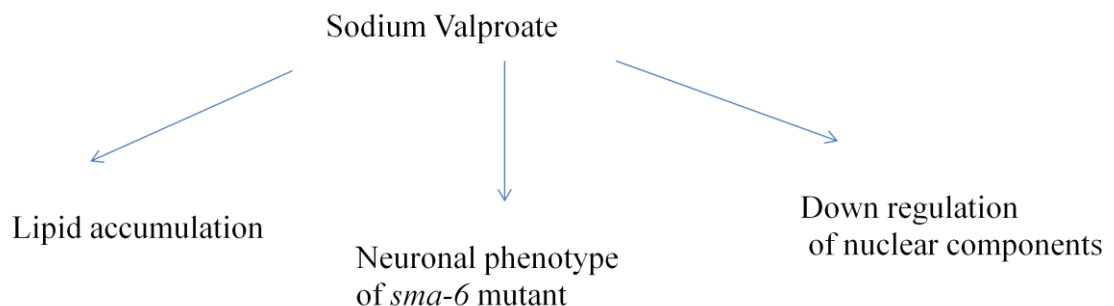 Sodium Valproate
Lipid accumulation
Neuronal phenotype
of sma-6 mutant
Down regulation
of nuclear components